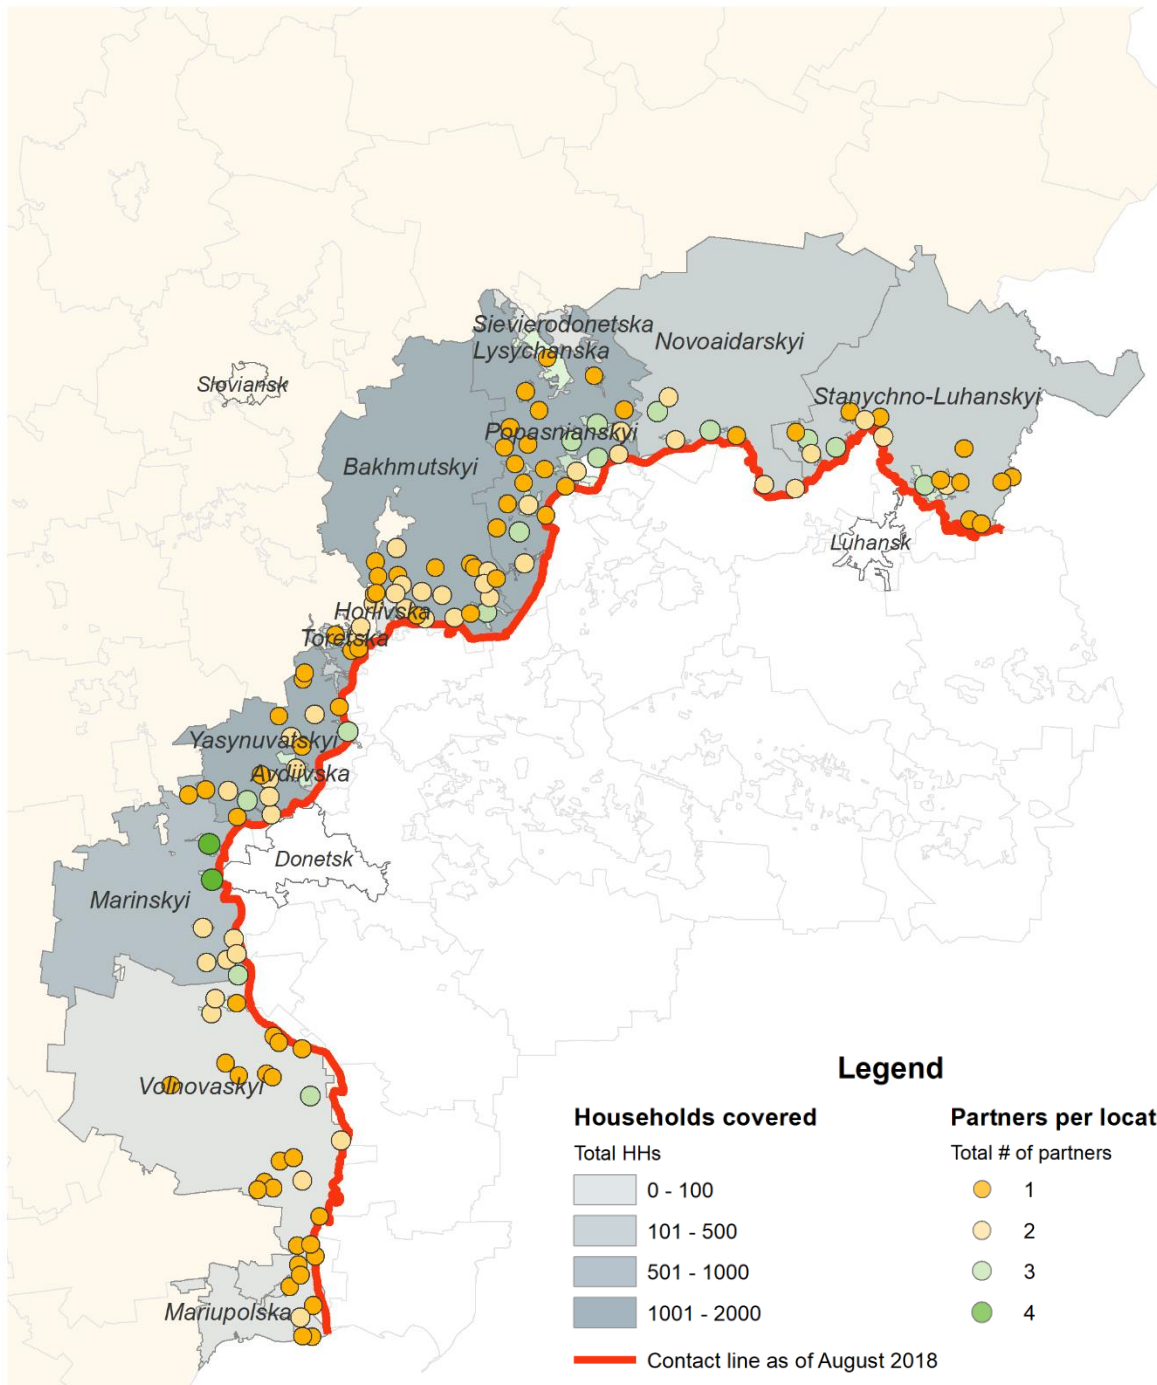 Sievierodonetska
Lysychanska
Novoaidarskyi
Sloviansk
Stanychno-Luhanskyi
Popasnianskyi
Bakhmutskyi
Luhansk
Horlivska
Toretska
Yasynuvatskyi
Avdiivska
Donetsk
Marinskyi
Volnovaskyi
Mariupolska
Legend
Households covered
Total HHs
0 - 100
101 - 500
501 - 1000
1001 - 2000
Contact line as of August 2018
Partners per locat
Total # of partners
1
2
3
4